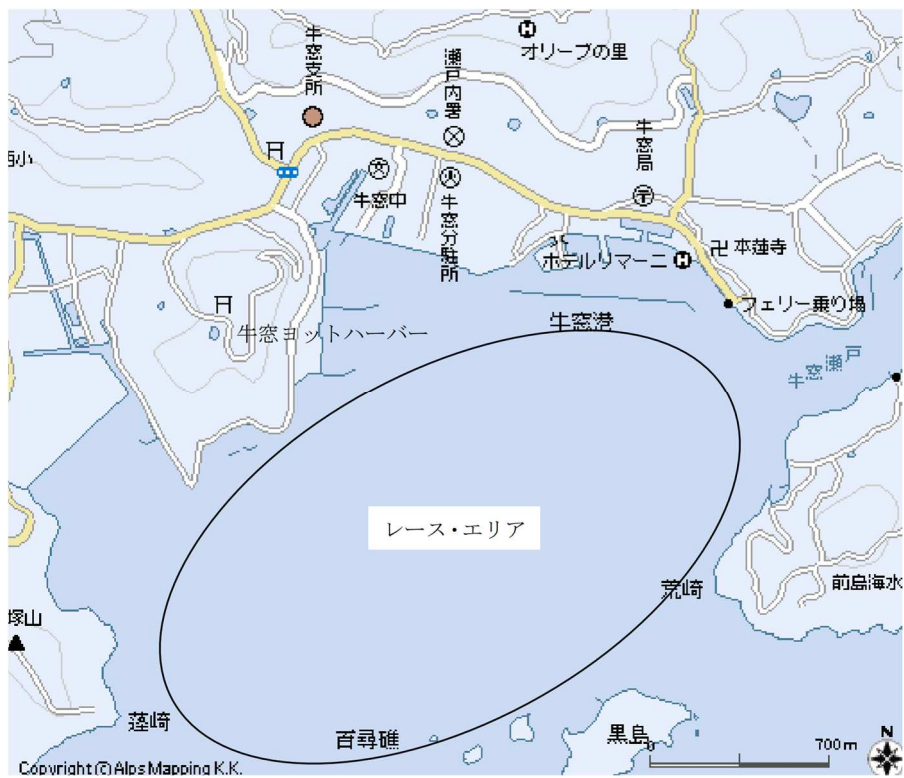 オリーブの里
牛窓支所
瀬戸内署
牛窓局
西小
牛窓中
牛窓分駐所
ホテルリマーニ
本蓮寺
フェリー乗り場
牛窓ヨットハーバー
牛窓港
牛窓瀬戸
レース・エリア
荒崎
前島海水
塚山
蕗崎
百尋礁
黒島
0
700m
N
Copyright (C) Alps Mapping K.K.